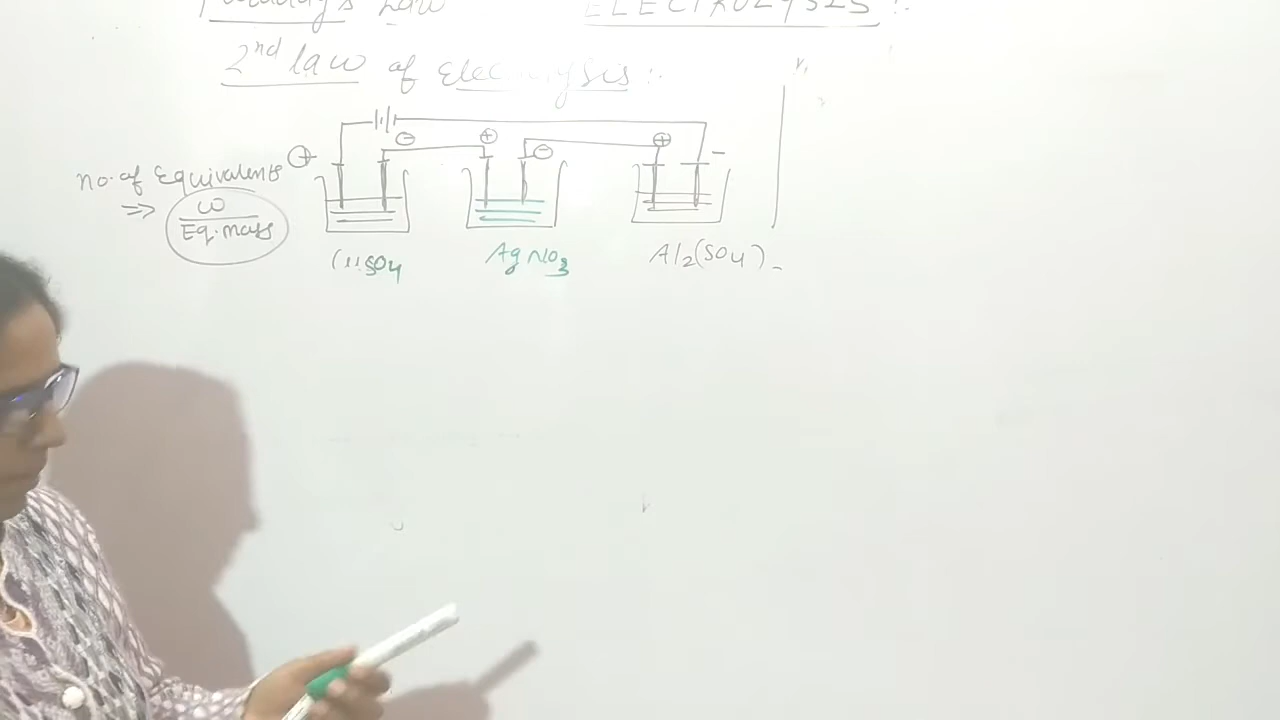 Faraday's Law ELECTROLYSIS :.
2nd law of Electrolysis :.
no. of Equivalents
⇒ w
Eq. mass
+ - + - + -
CuSO4 AgNO3 Al2(SO4)